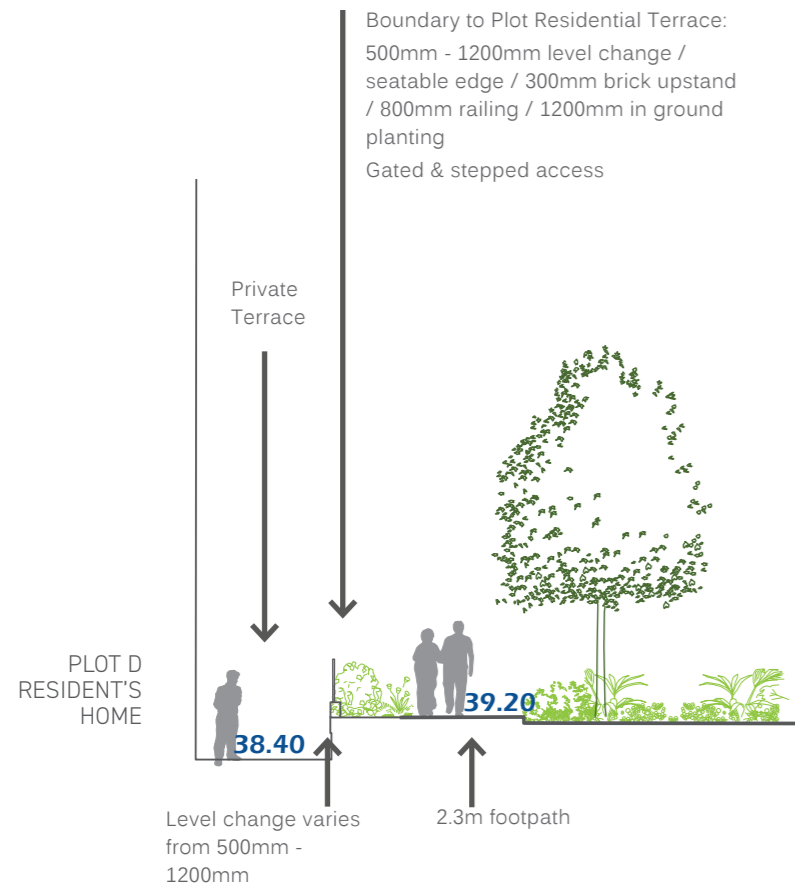 Boundary to Plot Residential Terrace:
500mm - 1200mm level change /
seatable edge / 300mm brick upstand
/ 800mm railing / 1200mm in ground
planting
Gated & stepped access
Private
Terrace
PLOT D
RESIDENT'S
HOME
38.40
39.20
Level change varies
from 500mm -
1200mm
2.3m footpath